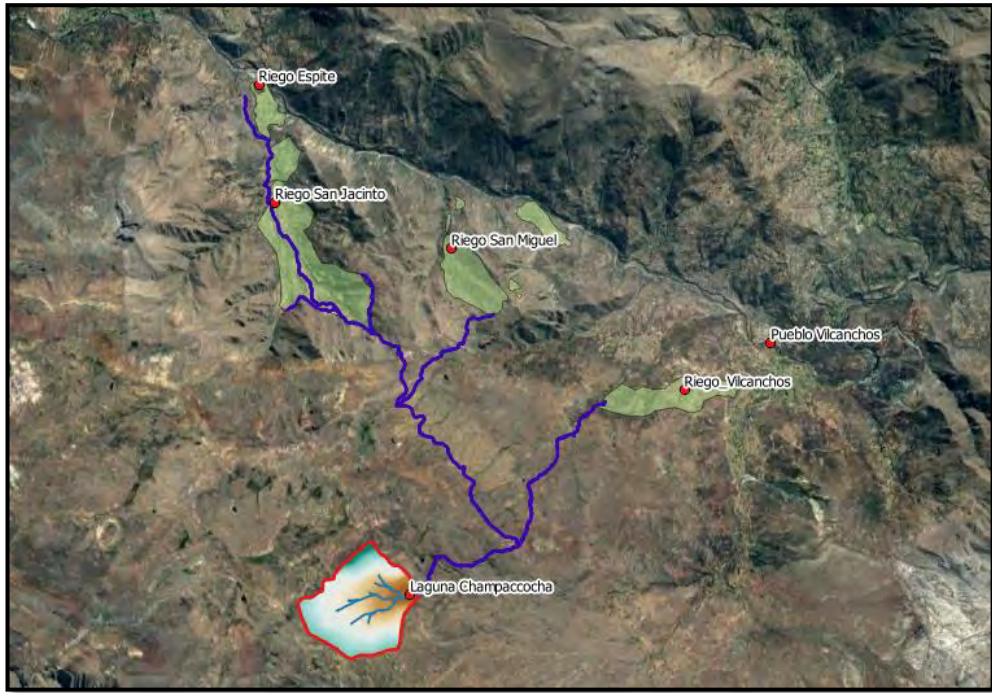 Riego Espite
Riego San Jacinto
Riego San Miguel
Pueblo Vilcanchos
Riego_Vilcanchos
Laguna Champaccocha